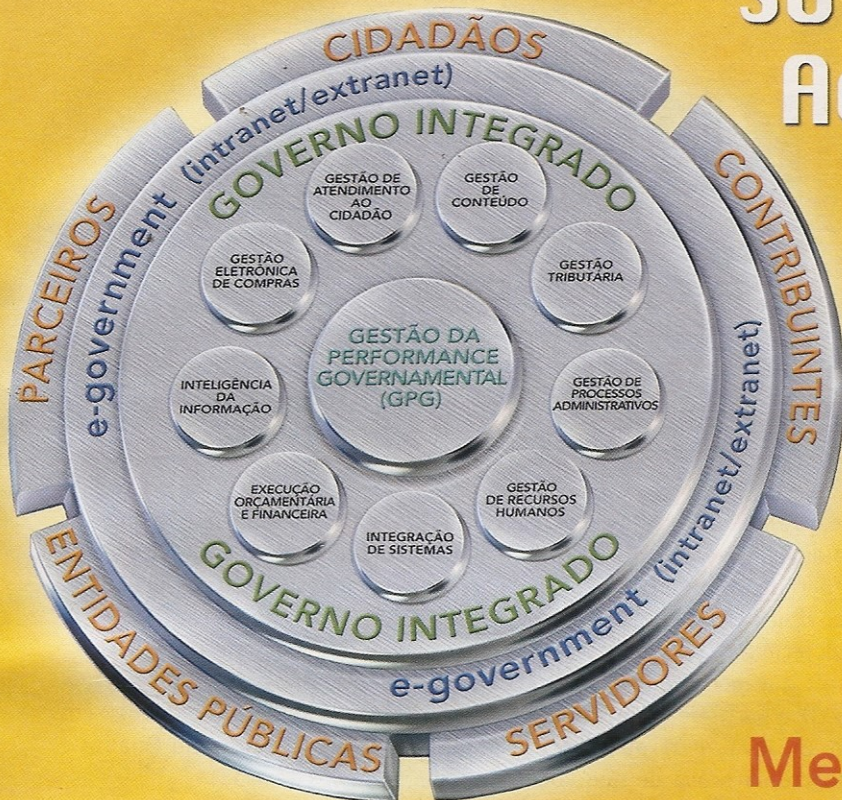 CIDADÃOS
e-government (intranet/extranet)
GOVERNO INTEGRADO
PARCEIROS
CONTRIBUINTES
GESTÃO DE
ATENDIMENTO
AO
CIDADÃO
GESTÃO
DE
CONTEÚDO
GESTÃO
ELETRÔNICA
DE COMPRAS
GESTÃO
TRIBUTÁRIA
GESTÃO DA
PERFORMANCE
GOVERNAMENTAL
(GPG)
INTELIGÊNCIA
DA
INFORMAÇÃO
GESTÃO DE
PROCESSOS
ADMINISTRATIVOS
EXECUÇÃO
ORÇAMENTÁRIA
E FINANCEIRA
GESTÃO
DE RECURSOS
HUMANOS
INTEGRAÇÃO
DE SISTEMAS
GOVERNO INTEGRADO
e-government (intranet/extranet)
ENTIDADES PÚBLICAS
SERVIDORES
Me